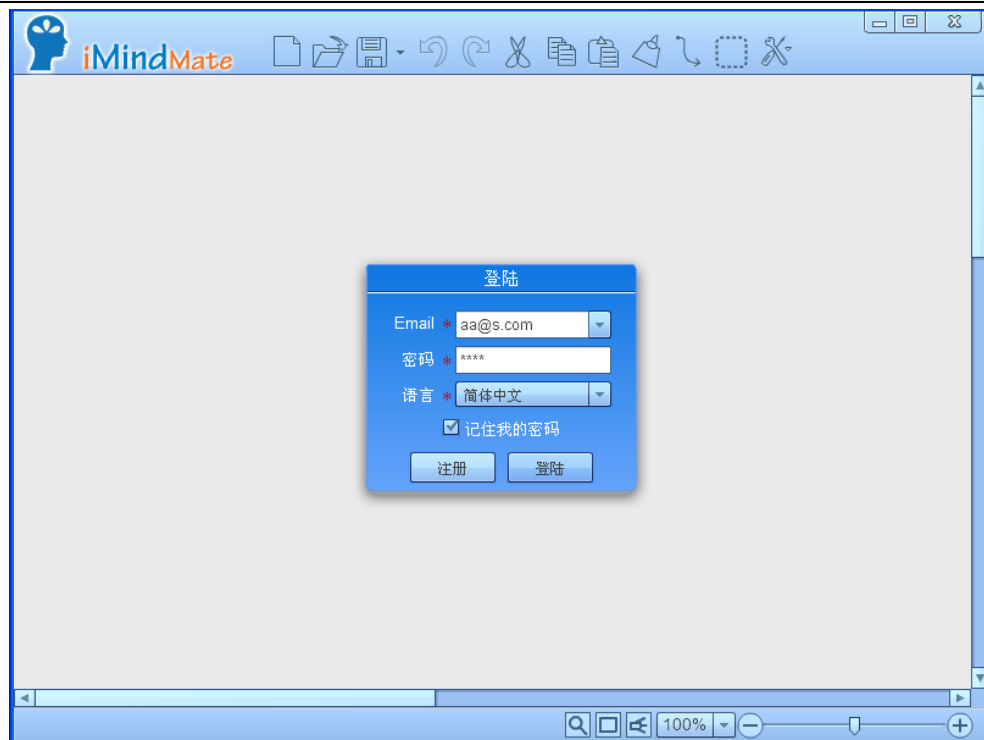 iMindMate
登陆
Email * aa@s.com
密码 * ****
语言 * 简体中文
记住我的密码
注册 登陆
100%